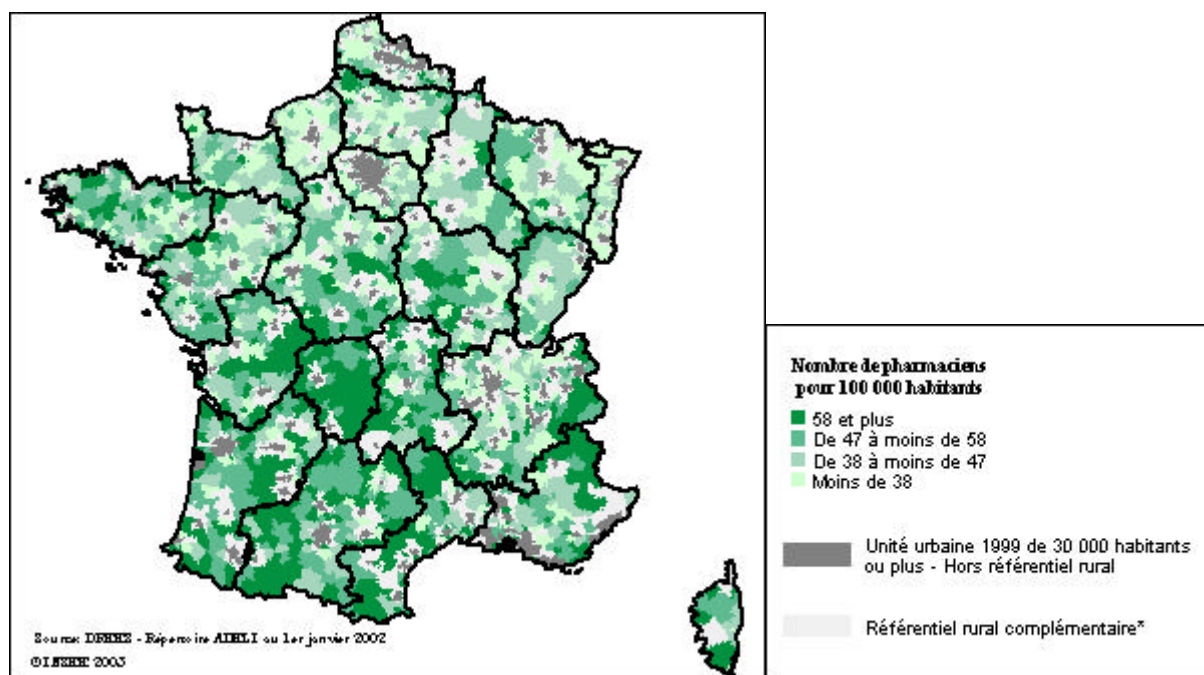 Nombre de pharmaciens
pour 100 000 habitants
58 et plus
De 47 à moins de 58
De 38 à moins de 47
Moins de 38
Unité urbaine 1999 de 30 000 habitants
ou plus - Hors référentiel rural
Référentiel rural complémentaire*
Source: - Répertoire ADELI au 1er janvier 2002
© 2003